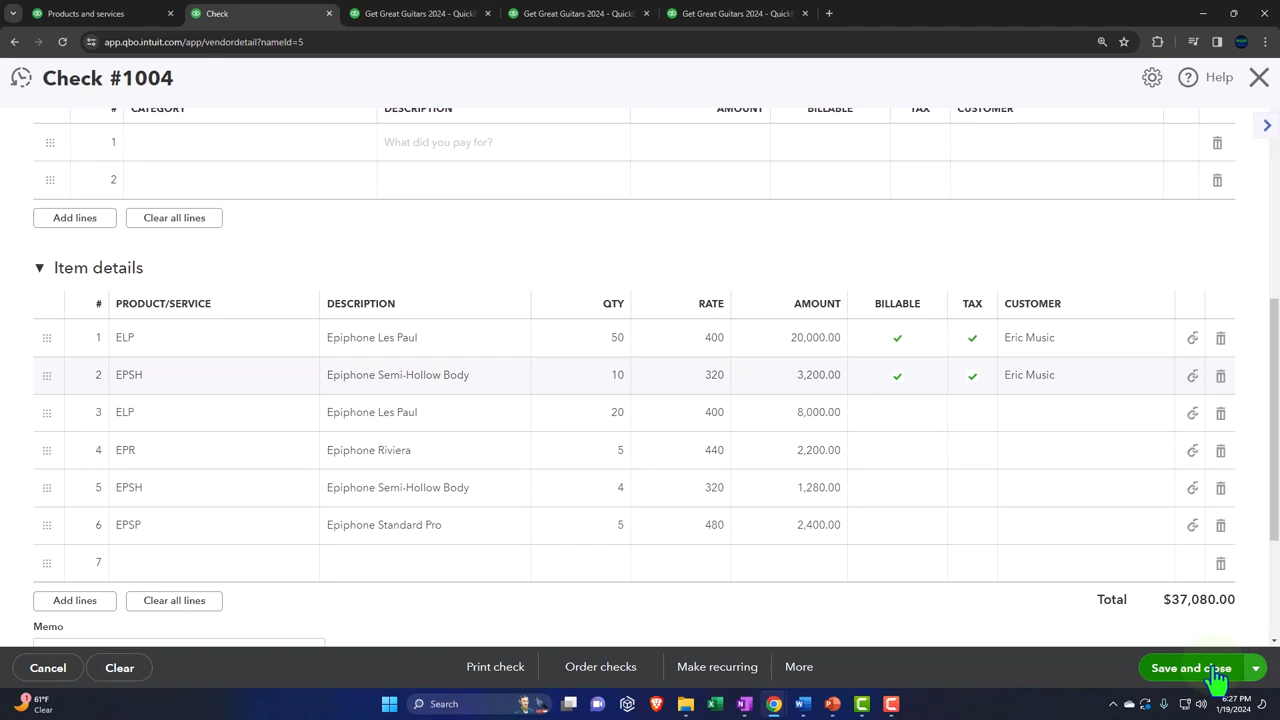 Products and services
Check
Get Great Guitars 2024 - QuickB
Get Great Guitars 2024 - QuickB
Get Great Guitars 2024 - QuickB
app.qbo.intuit.com/app/vendordetail?nameId=5
Check #1004
Help
# CATEGORY DESCRIPTION AMOUNT BILLABLE TAX CUSTOMER
1 What did you pay for?
2
Add lines Clear all lines
Item details
# PRODUCT/SERVICE DESCRIPTION QTY RATE AMOUNT BILLABLE TAX CUSTOMER
1 ELP Epiphone Les Paul 50 400 20,000.00 Eric Music
2 EPSH Epiphone Semi-Hollow Body 10 320 3,200.00 Eric Music
3 ELP Epiphone Les Paul 20 400 8,000.00
4 EPR Epiphone Riviera 5 440 2,200.00
5 EPSH Epiphone Semi-Hollow Body 4 320 1,280.00
6 EPSP Epiphone Standard Pro 5 480 2,400.00
7
Add lines Clear all lines Total $37,080.00
Memo
Cancel Clear Print check Order checks Make recurring More Save and close
1 61°F Search 6:27 PM
Clear 1/19/2024